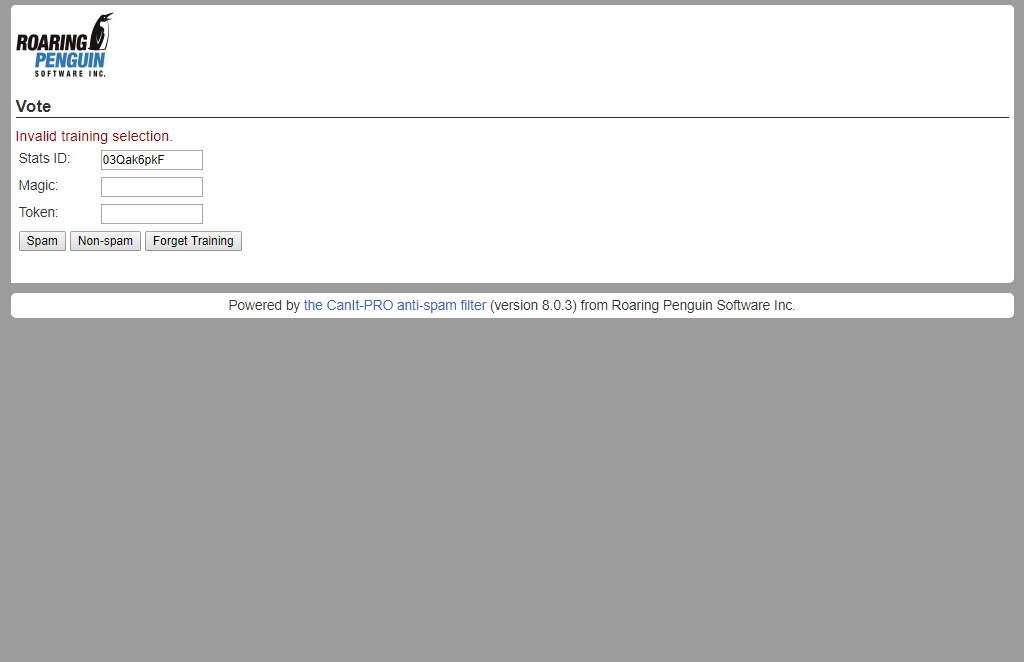 ROARING
PENGUIN
SOFTWARE INC.
Vote
Invalid training selection.
Stats ID: 03Qak6pkF
Magic:
Token:
Spam Non-spam Forget Training
Powered by the CanIt-PRO anti-spam filter (version 8.0.3) from Roaring Penguin Software Inc.